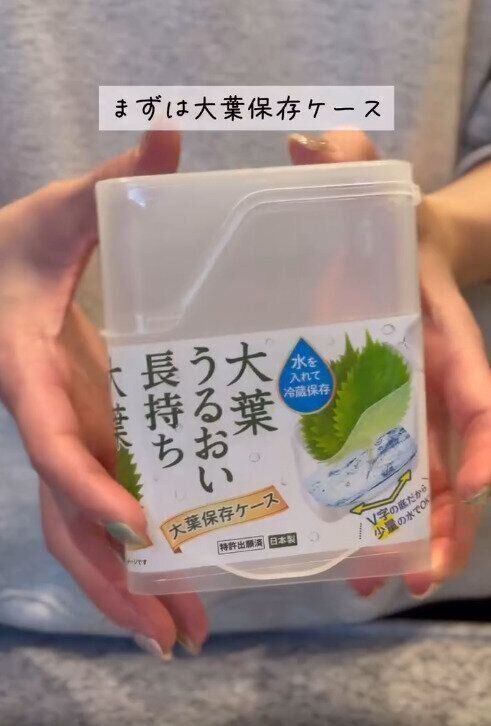 まずは大葉保存ケース
大葉
うるおい
長持ち
水を
入れて
冷蔵保存
大葉保存ケース
V字の底だから
少量の水でOK
特許出願済
日本製
大葉